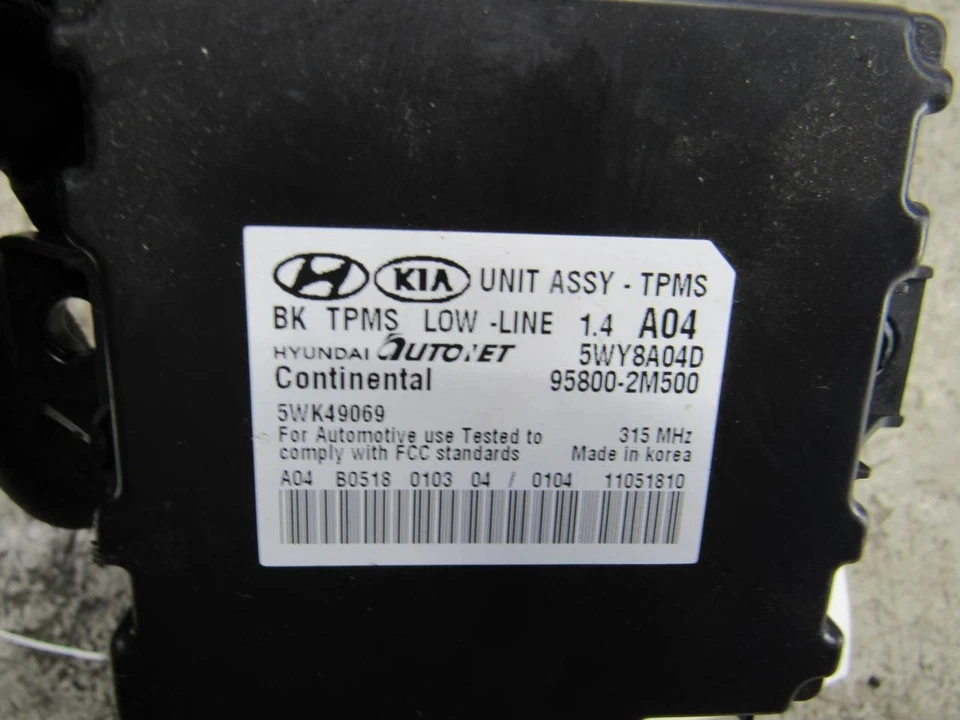 H KIA UNIT ASSY - TPMS
BK TPMS LOW -LINE 1.4 A04
HYUNDAI AUTONET 5WY8A04D
Continental 95800-2M500
5WK49069
For Automotive use Tested to 315 MHz
comply with FCC standards Made in korea
A04 B0518 0103 04 / 0104 11051810